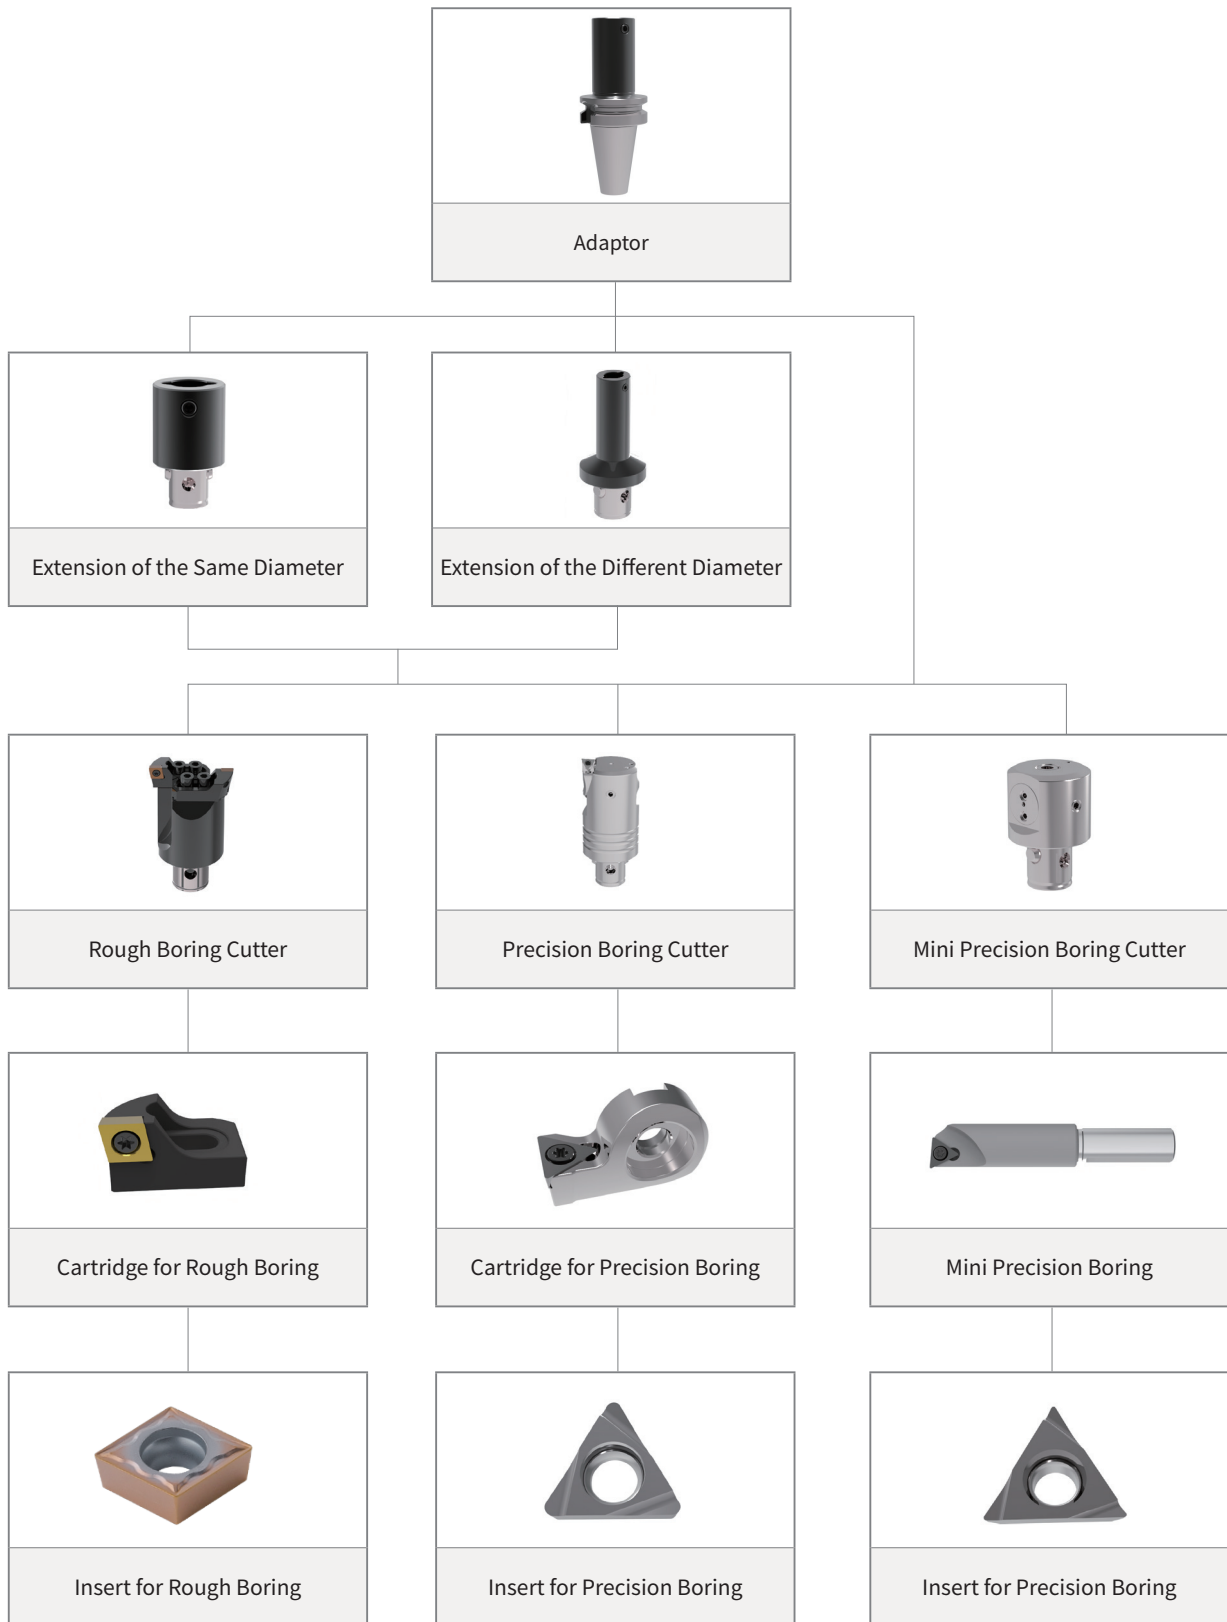 Adaptor
Extension of the Same Diameter
Extension of the Different Diameter
Rough Boring Cutter
Precision Boring Cutter
Mini Precision Boring Cutter
Cartridge for Rough Boring
Cartridge for Precision Boring
Mini Precision Boring
Insert for Rough Boring
Insert for Precision Boring
Insert for Precision Boring